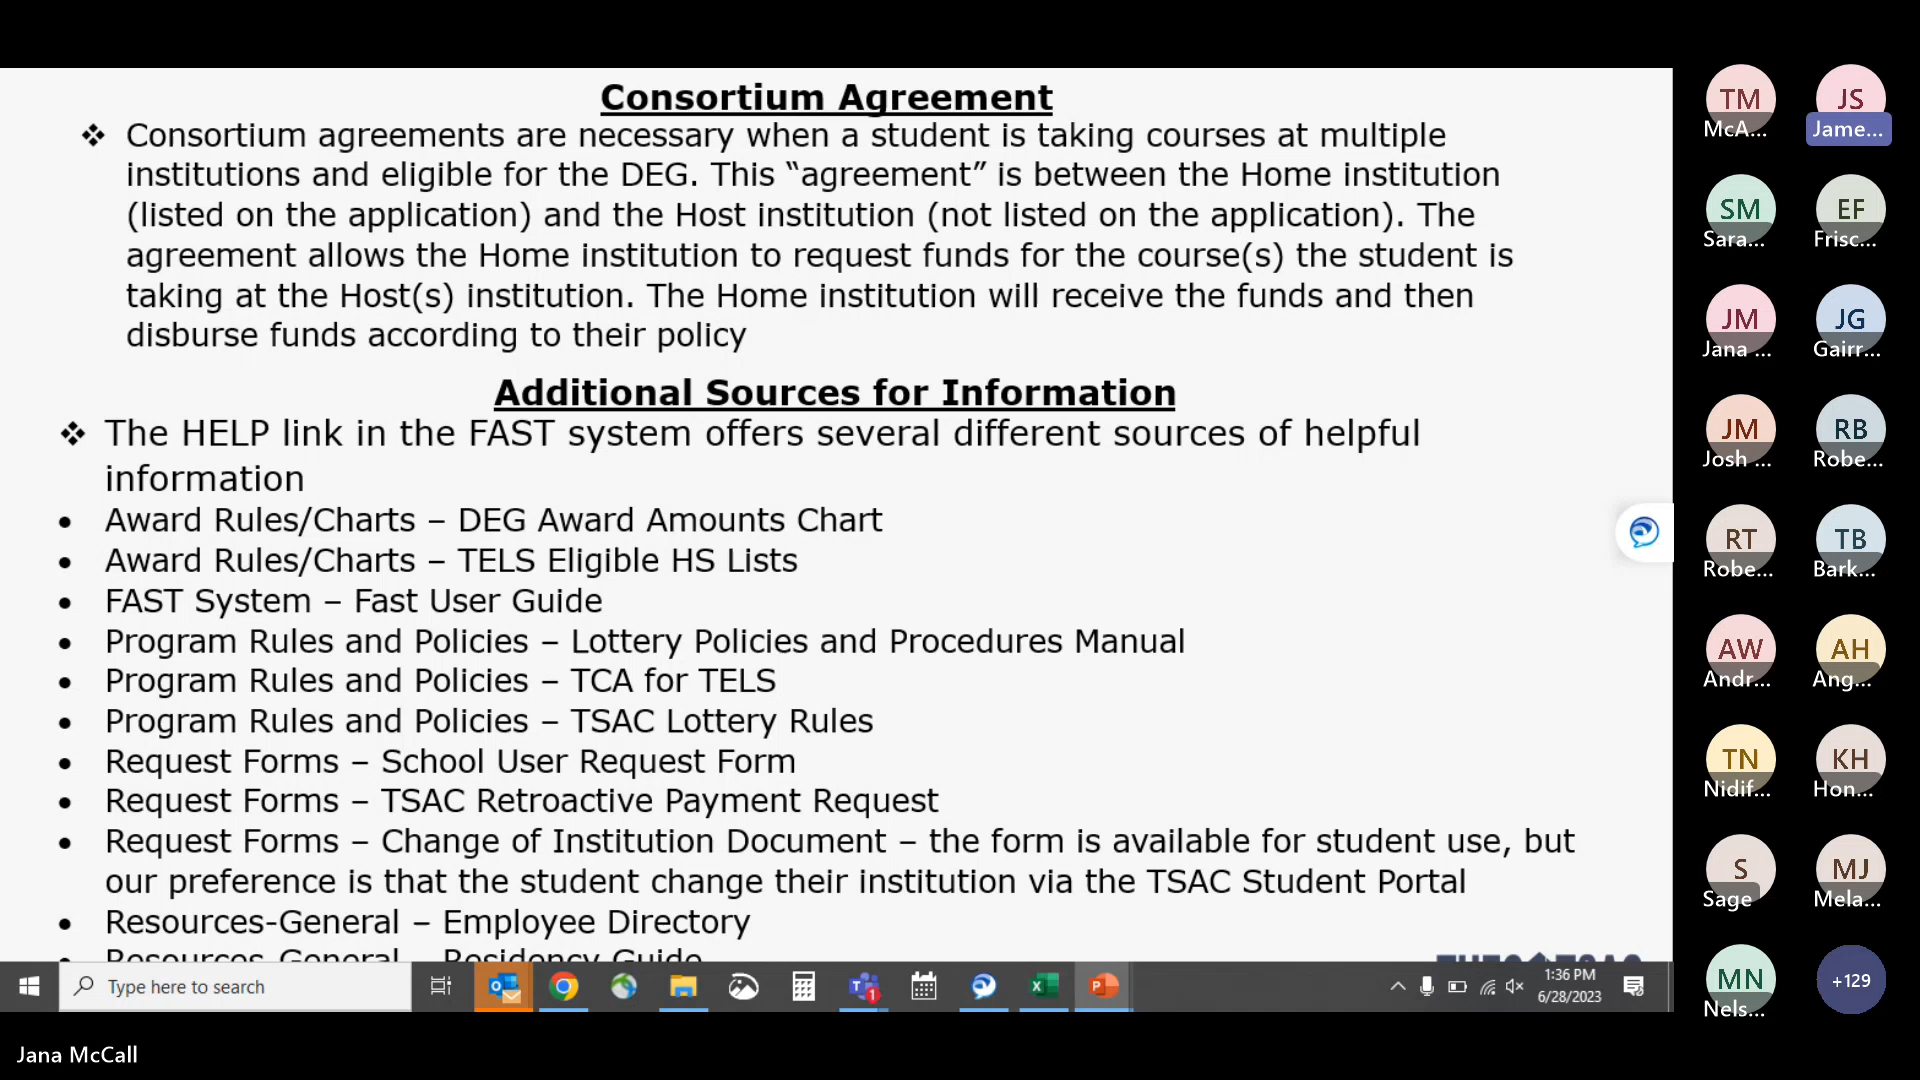 Consortium Agreement
❖ Consortium agreements are necessary when a student is taking courses at multiple
institutions and eligible for the DEG. This “agreement” is between the Home institution
(listed on the application) and the Host institution (not listed on the application). The
agreement allows the Home institution to request funds for the course(s) the student is
taking at the Host(s) institution. The Home institution will receive the funds and then
disburse funds according to their policy
Additional Sources for Information
❖ The HELP link in the FAST system offers several different sources of helpful
information
• Award Rules/Charts – DEG Award Amounts Chart
• Award Rules/Charts – TELS Eligible HS Lists
• FAST System – Fast User Guide
• Program Rules and Policies – Lottery Policies and Procedures Manual
• Program Rules and Policies – TCA for TELS
• Program Rules and Policies – TSAC Lottery Rules
• Request Forms – School User Request Form
• Request Forms – TSAC Retroactive Payment Request
• Request Forms – Change of Institution Document – the form is available for student use, but
our preference is that the student change their institution via the TSAC Student Portal
• Resources-General – Employee Directory
• Resources-General – Residency Guide
Type here to search
1:36 PM
6/28/2023
Jana McCall
TM
McA...
JS
Jame...
SM
Sara...
EF
Frisc...
JM
Jana ...
JG
Gairr...
JM
Josh ...
RB
Robe...
RT
Robe...
TB
Bark...
AW
Andr...
AH
Ang...
TN
Nidif...
KH
Hon...
S
Sage
MJ
Mela...
MN
Nels...
+129